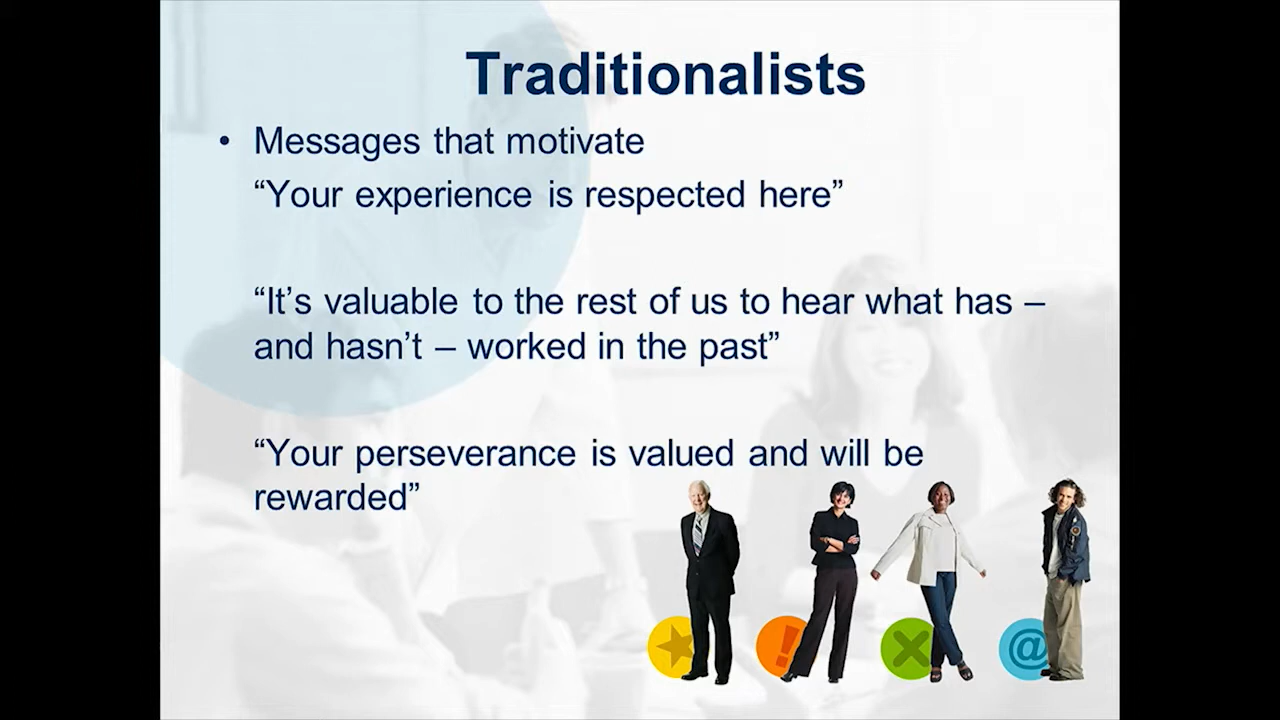 Traditionalists
• Messages that motivate
“Your experience is respected here”
“It’s valuable to the rest of us to hear what has –
and hasn’t – worked in the past”
“Your perseverance is valued and will be
rewarded”
!
@